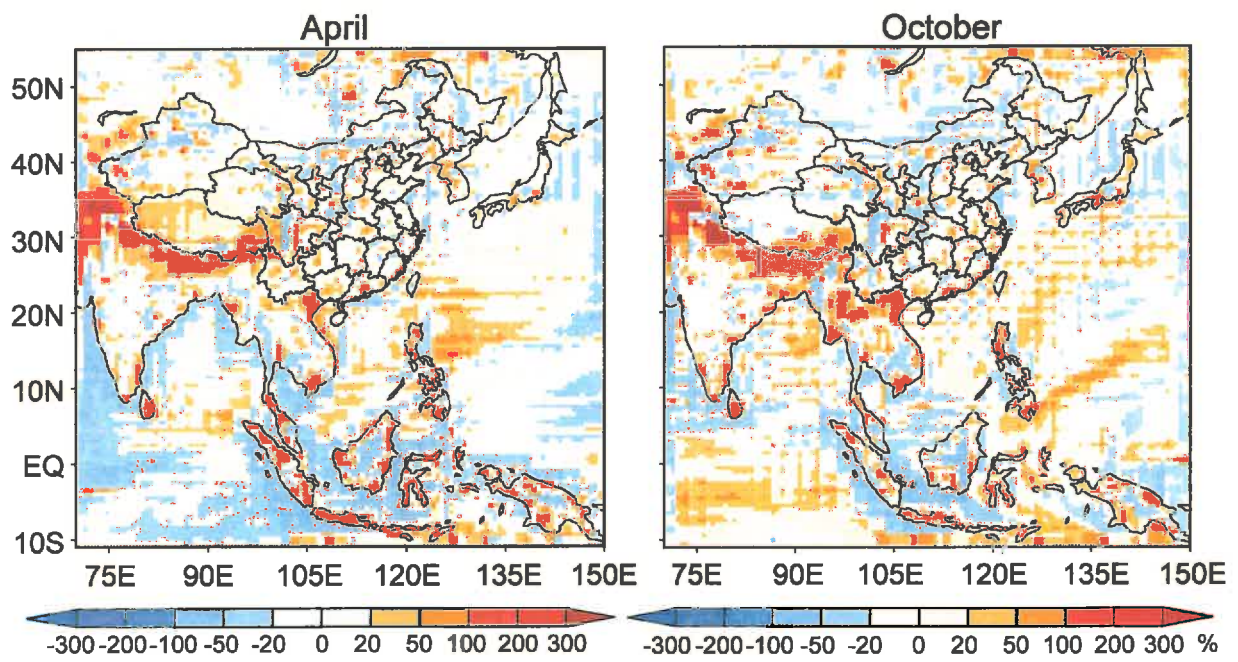 April
October
50N
40N
30N
20N
10N
EQ
10S
75E 90E 105E 120E 135E 150E
75E 90E 105E 120E 135E 150E
-300 -200 -100 -50 -20 0 20 50 100 200 300
-300 -200 -100 -50 -20 0 20 50 100 200 300 %